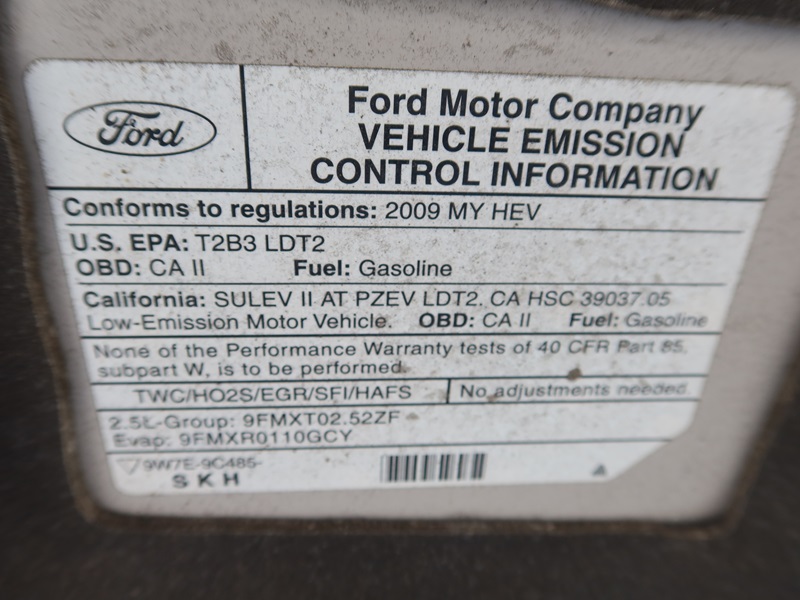 Ford
Ford Motor Company
VEHICLE EMISSION
CONTROL INFORMATION
Conforms to regulations: 2009 MY HEV
U.S. EPA: T2B3 LDT2
OBD: CA II Fuel: Gasoline
California: SULEV II AT PZEV LDT2. CA HSC 39037.05
Low-Emission Motor Vehicle. OBD: CA II Fuel: Gasoline
None of the Performance Warranty tests of 40 CFR Part 85,
subpart W, is to be performed.
TWC/HO2S/EGR/SFI/HAFS No adjustments needed.
2.5L-Group: 9FMXT02.52ZF
Evap: 9FMXR0110GCY
9W7E-9C485-
SKH